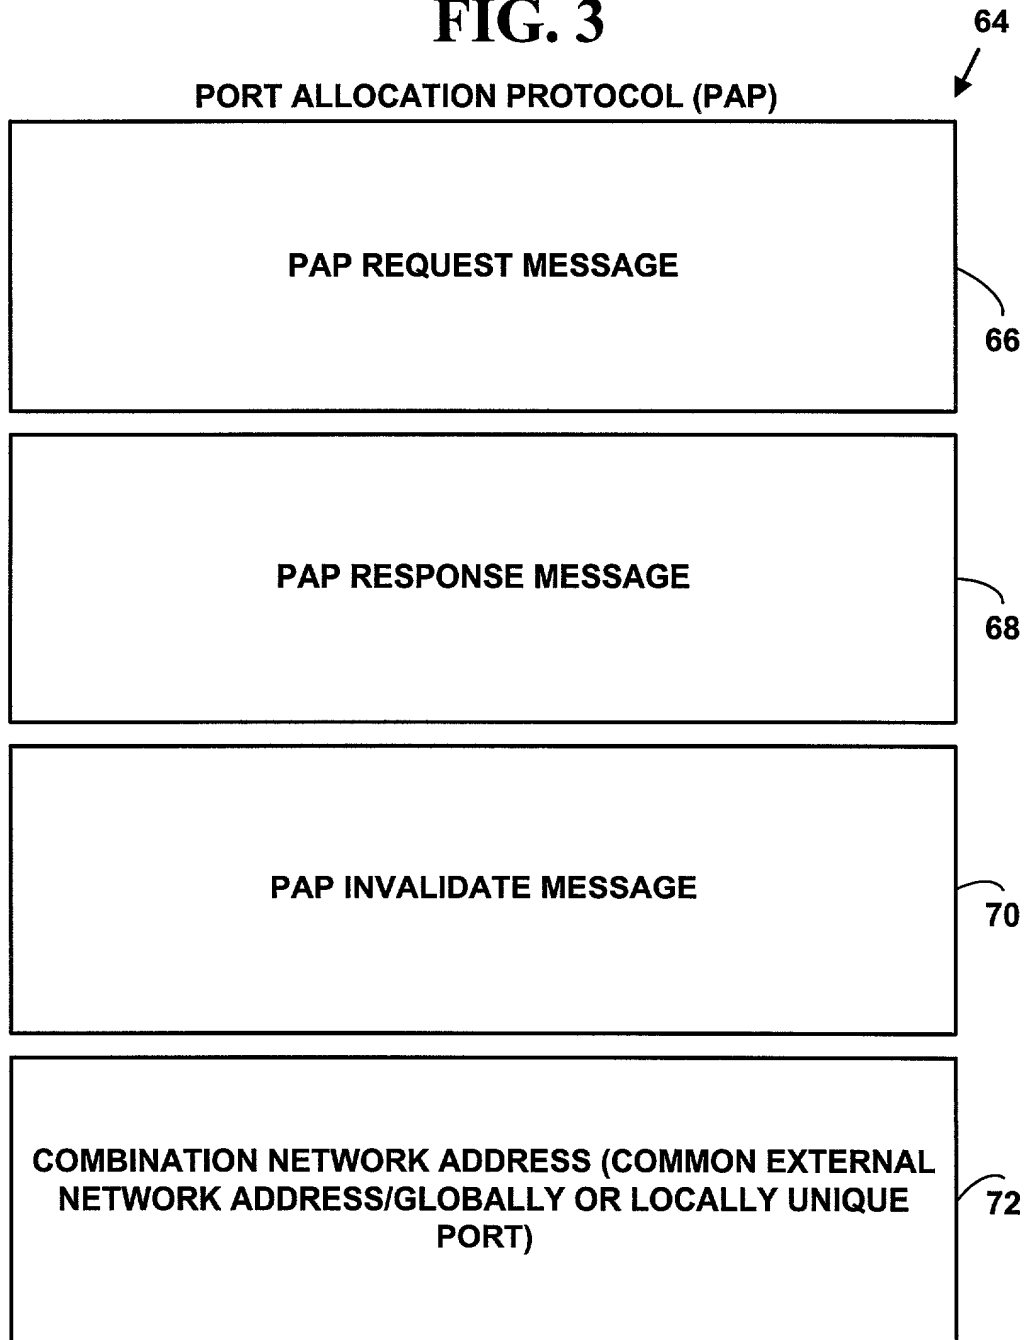 FIG. 3
64
PORT ALLOCATION PROTOCOL (PAP)
PAP REQUEST MESSAGE
66
PAP RESPONSE MESSAGE
68
PAP INVALIDATE MESSAGE
70
COMBINATION NETWORK ADDRESS (COMMON EXTERNAL
NETWORK ADDRESS/GLOBALLY OR LOCALLY UNIQUE
PORT)
72